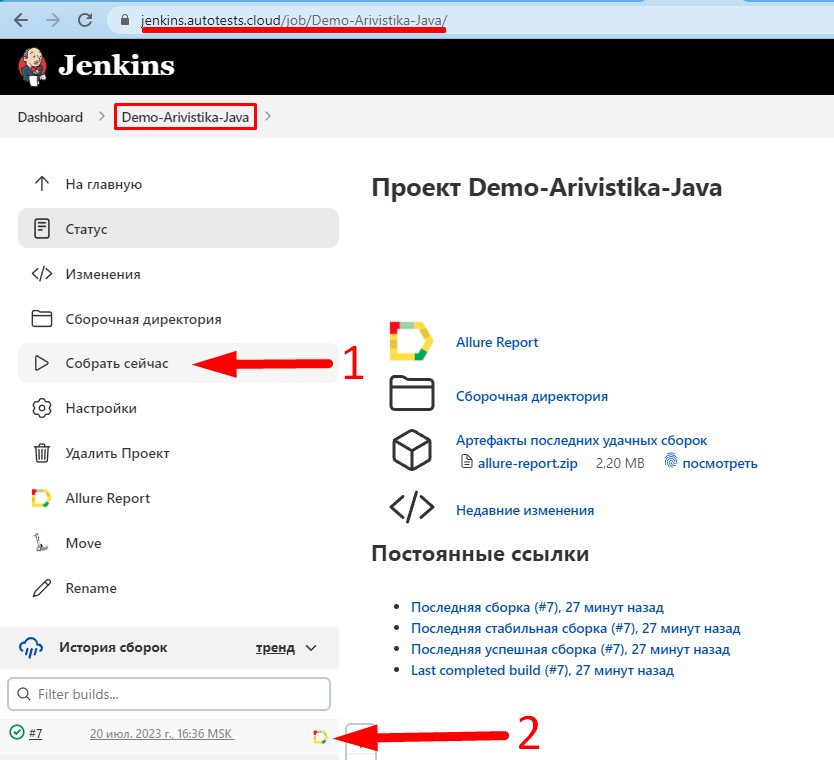 jenkins.autotests.cloud/job/Demo-Arivistika-Java/
Jenkins
Dashboard
Demo-Arivistika-Java
На главную
Статус
Изменения
Сборочная директория
Собрать сейчас
1
Настройки
Удалить Проект
Allure Report
Move
Rename
История сборок
тренд
Filter builds...
#7
20 июл. 2023 г., 16:36 MSK
2
Проект Demo-Arivistika-Java
Allure Report
Сборочная директория
Артефакты последних удачных сборок
allure-report.zip 2,20 MB посмотреть
Недавние изменения
Постоянные ссылки
Последняя сборка (#7), 27 минут назад
Последняя стабильная сборка (#7), 27 минут назад
Последняя успешная сборка (#7), 27 минут назад
Last completed build (#7), 27 минут назад